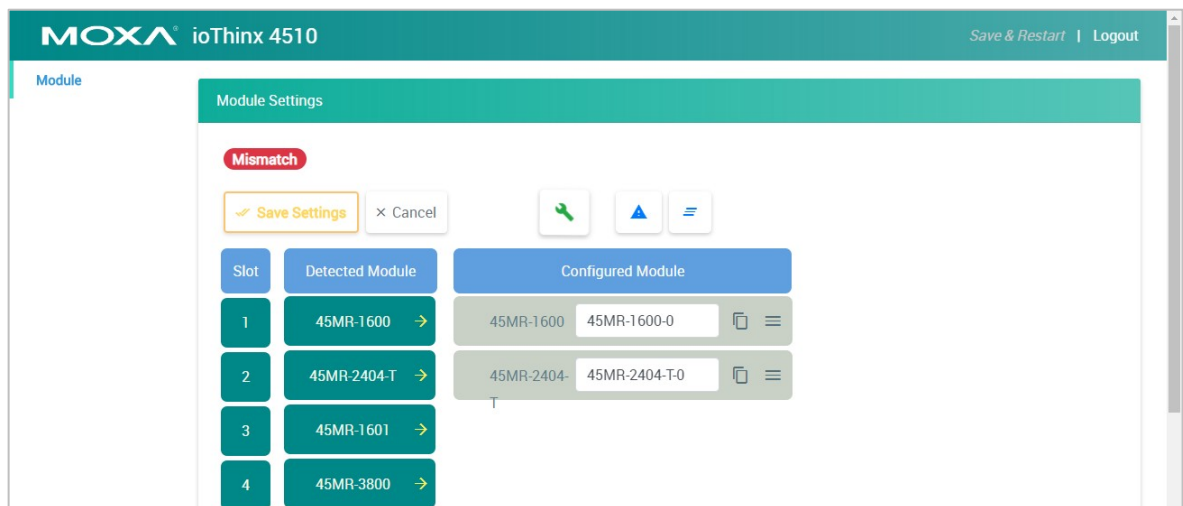 MOXA® ioThinx 4510
Save & Restart | Logout
Module
Module Settings
Mismatch
Save Settings × Cancel
Slot Detected Module Configured Module
1 45MR-1600 → 45MR-1600 45MR-1600-0
2 45MR-2404-T → 45MR-2404-T 45MR-2404-T-0
3 45MR-1601 →
4 45MR-3800 →